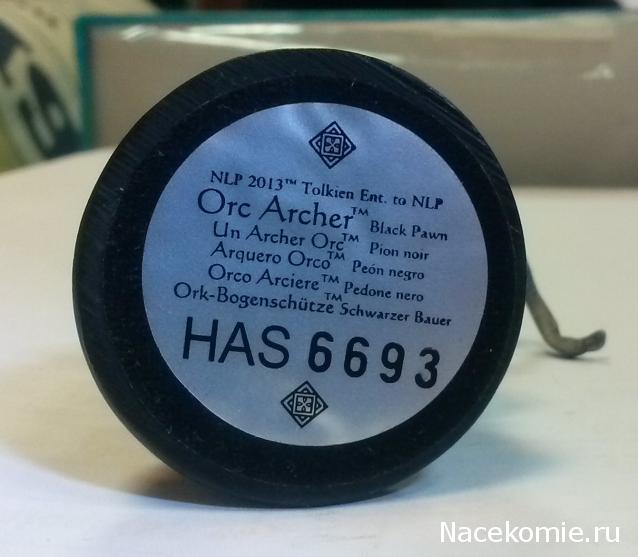 NLP 2013™ Tolkien Ent. to NLP
Orc Archer™ Black Pawn
Un Archer Orc™ Pion noir
Arquero Orco™ Peón negro
Orco Arciere™ Pedone nero
Ork-Bogenschütze™ Schwarzer Bauer
HAS 6693
Nacekomie.ru